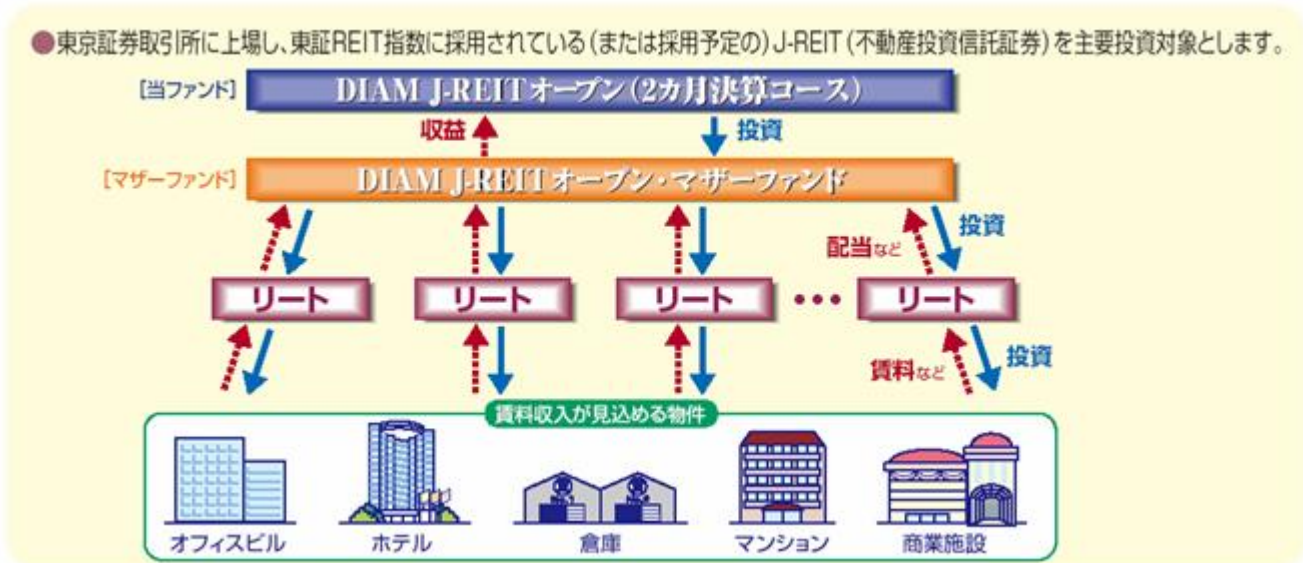 ●東京証券取引所に上場し、東証REIT指数に採用されている(または採用予定の)J-REIT(不動産投資信託証券)を主要投資対象とします。
[当ファンド] DIAM J-REITオープン(2カ月決算コース)
収益 投資
[マザーファンド] DIAM J-REITオープン・マザーファンド
投資
配当など
リート リート リート ••• リート
投資
賃料など
賃料収入が見込める物件
オフィスビル ホテル 倉庫 マンション 商業施設